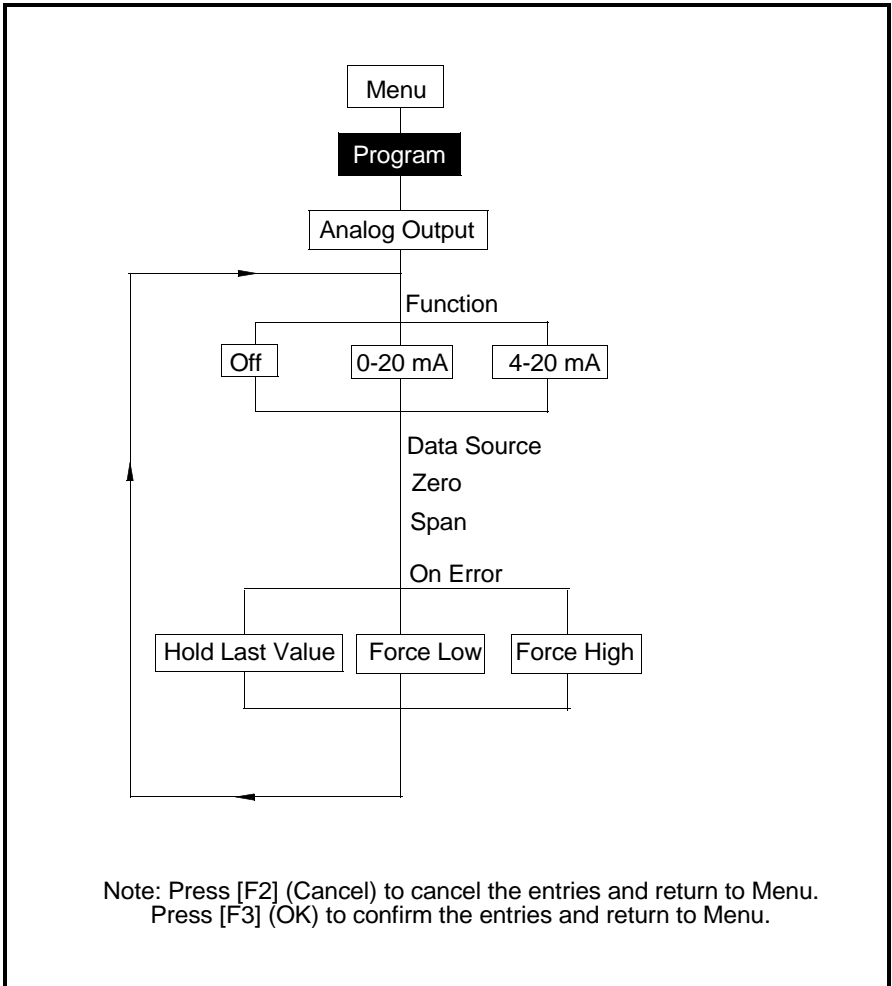 Menu
Program
Analog Output
Function
Off
0-20 mA
4-20 mA
Data Source
Zero
Span
On Error
Hold Last Value
Force Low
Force High
Note: Press [F2] (Cancel) to cancel the entries and return to Menu.
Press [F3] (OK) to confirm the entries and return to Menu.